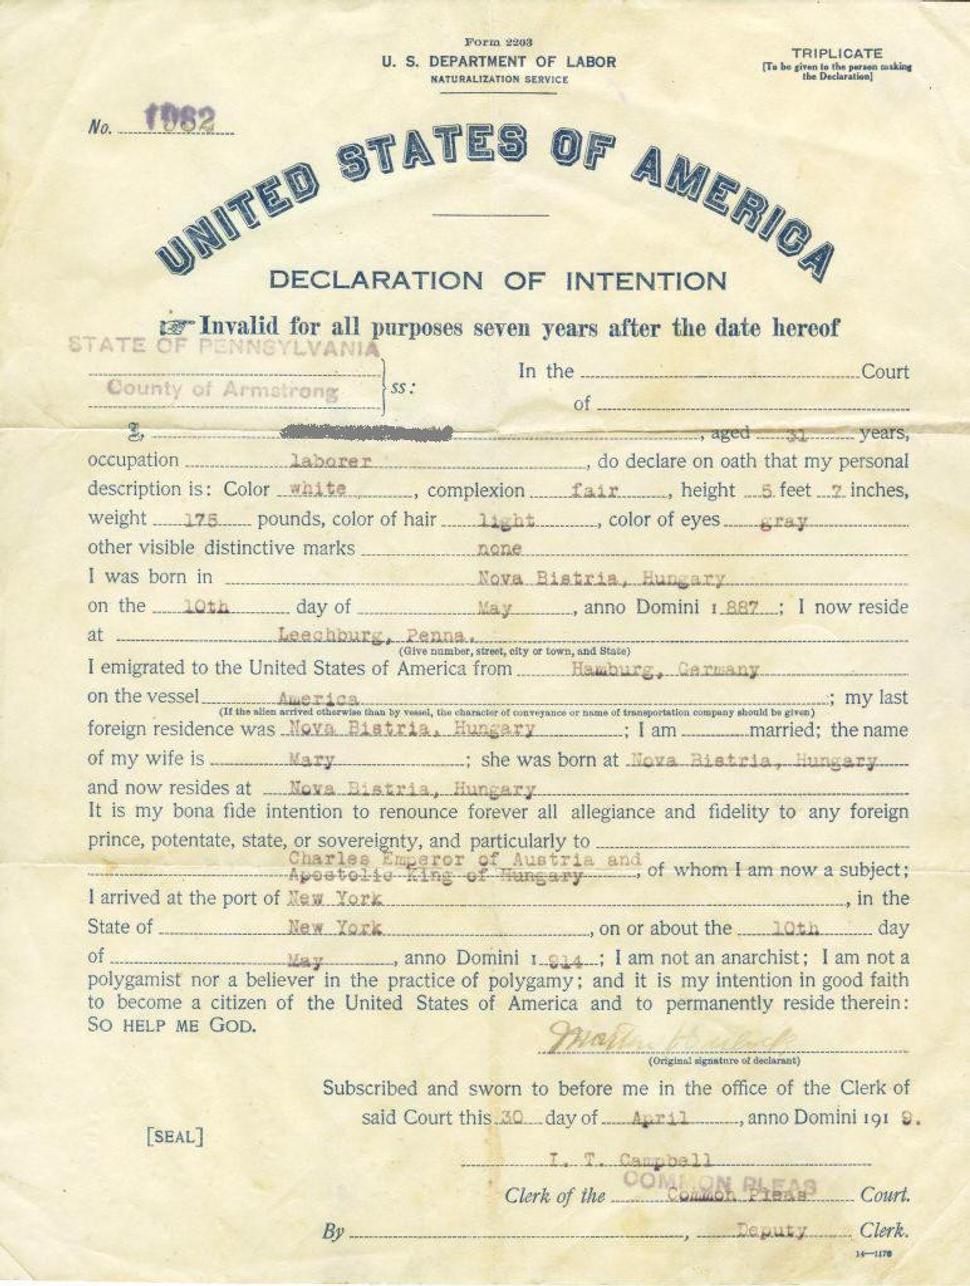 Form 2203
U. S. DEPARTMENT OF LABOR
NATURALIZATION SERVICE
TRIPLICATE
[To be given to the person making
the Declaration]
No. 1982
UNITED STATES OF AMERICA
DECLARATION OF INTENTION
☞ Invalid for all purposes seven years after the date hereof
STATE OF PENNSYLVANIA
County of Armstrong
ss:
In the Court
of
I, , aged 31 years,
occupation laborer, do declare on oath that my personal
description is: Color white, complexion fair, height 5 feet 7 inches,
weight 175 pounds, color of hair light, color of eyes gray
other visible distinctive marks none
I was born in Nova Bistria, Hungary
on the 10th day of May, anno Domini 1 887; I now reside
at Leechburg, Penna.
(Give number, street, city or town, and State)
I emigrated to the United States of America from Hamburg, Germany
on the vessel America; my last
(If the alien arrived otherwise than by vessel, the character of conveyance or name of transportation company should be given)
foreign residence was Nova Bistria, Hungary; I am married; the name
of my wife is Mary; she was born at Nova Bistria, Hungary
and now resides at Nova Bistria, Hungary
It is my bona fide intention to renounce forever all allegiance and fidelity to any foreign
prince, potentate, state, or sovereignty, and particularly to
Charles Emperor of Austria and
Apostolic King of Hungary, of whom I am now a subject;
I arrived at the port of New York, in the
State of New York, on or about the 10th day
of May, anno Domini 1 914; I am not an anarchist; I am not a
polygamist nor a believer in the practice of polygamy; and it is my intention in good faith
to become a citizen of the United States of America and to permanently reside therein:
SO HELP ME GOD.
Martin
(Original signature of declarant)
Subscribed and sworn to before me in the office of the Clerk of
said Court this 30 day of April, anno Domini 191 9.
[SEAL]
I. T. Campbell
COMMON PLEAS
Clerk of the Common Pleas Court.
By , Deputy Clerk.
14—1178